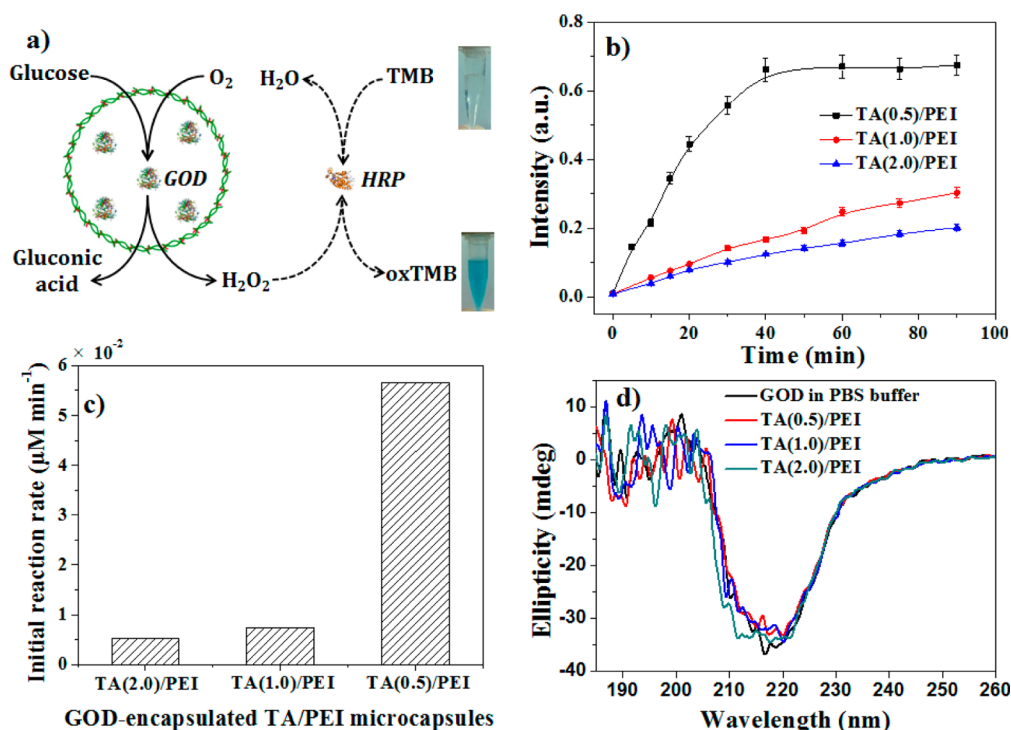 a)
Glucose
O2
H2O
TMB
GOD
HRP
Gluconic
acid
H2O2
oxTMB
b)
Intensity (a.u.)
0.8
0.6
0.4
0.2
0.0
TA(0.5)/PEI
TA(1.0)/PEI
TA(2.0)/PEI
0 20 40 60 80 100
Time (min)
× 10-2
c)
Initial reaction rate (μM min-1)
6
5
4
3
2
1
0
TA(2.0)/PEI TA(1.0)/PEI TA(0.5)/PEI
GOD-encapsulated TA/PEI microcapsules
d)
Ellipticity (mdeg)
10
0
-10
-20
-30
-40
GOD in PBS buffer
TA(0.5)/PEI
TA(1.0)/PEI
TA(2.0)/PEI
190 200 210 220 230 240 250 260
Wavelength (nm)